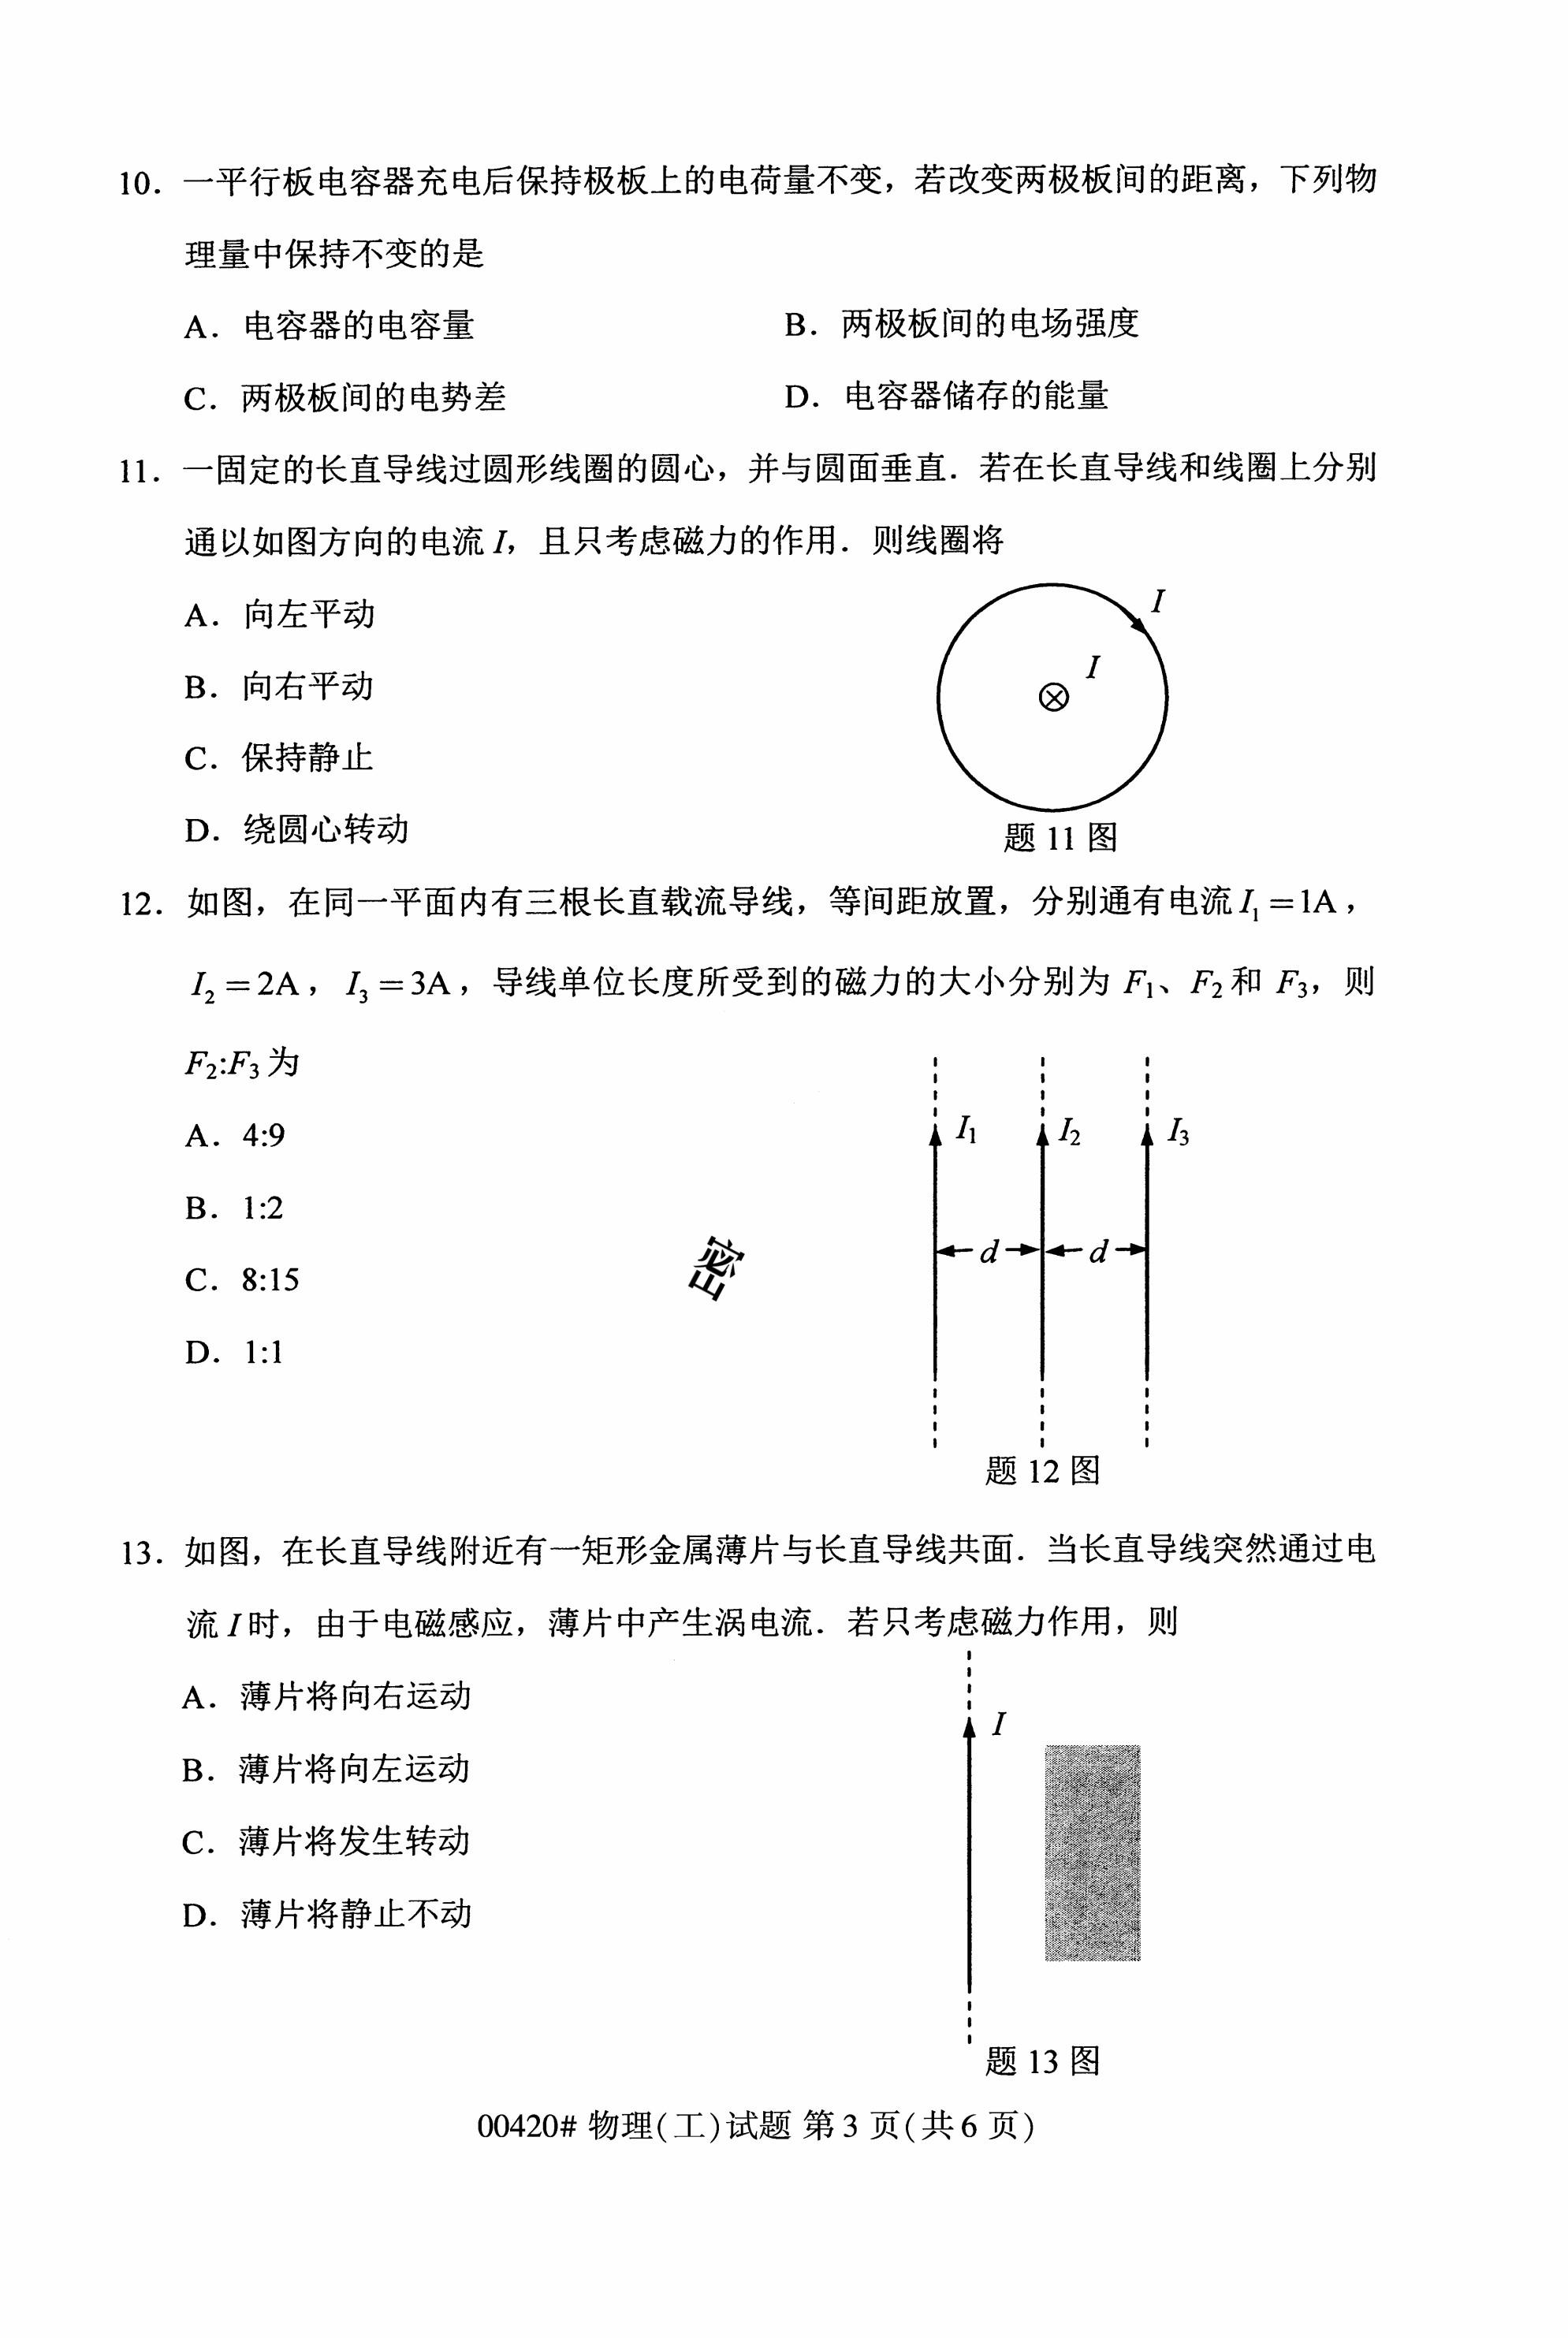 10. 一平行板电容器充电后保持极板上的电荷量不变，若改变两极板间的距离，下列物
理量中保持不变的是
A. 电容器的电容量 B. 两极板间的电场强度
C. 两极板间的电势差 D. 电容器储存的能量
11. 一固定的长直导线过圆形线圈的圆心，并与圆面垂直．若在长直导线和线圈上分别
通以如图方向的电流 I，且只考虑磁力的作用．则线圈将
A. 向左平动
B. 向右平动
C. 保持静止
D. 绕圆心转动
I
I
题 11 图
12. 如图，在同一平面内有三根长直载流导线，等间距放置，分别通有电流 I₁ = 1A，
I₂ = 2A， I₃ = 3A，导线单位长度所受到的磁力的大小分别为 F₁、F₂ 和 F₃，则
F₂:F₃ 为
A. 4:9
B. 1:2
C. 8:15
D. 1:1
I₁ I₂ I₃
d d
密
题 12 图
13. 如图，在长直导线附近有一矩形金属薄片与长直导线共面．当长直导线突然通过电
流 I 时，由于电磁感应，薄片中产生涡电流．若只考虑磁力作用，则
A. 薄片将向右运动
B. 薄片将向左运动
C. 薄片将发生转动
D. 薄片将静止不动
I
题 13 图
00420# 物理(工)试题 第 3 页(共 6 页)